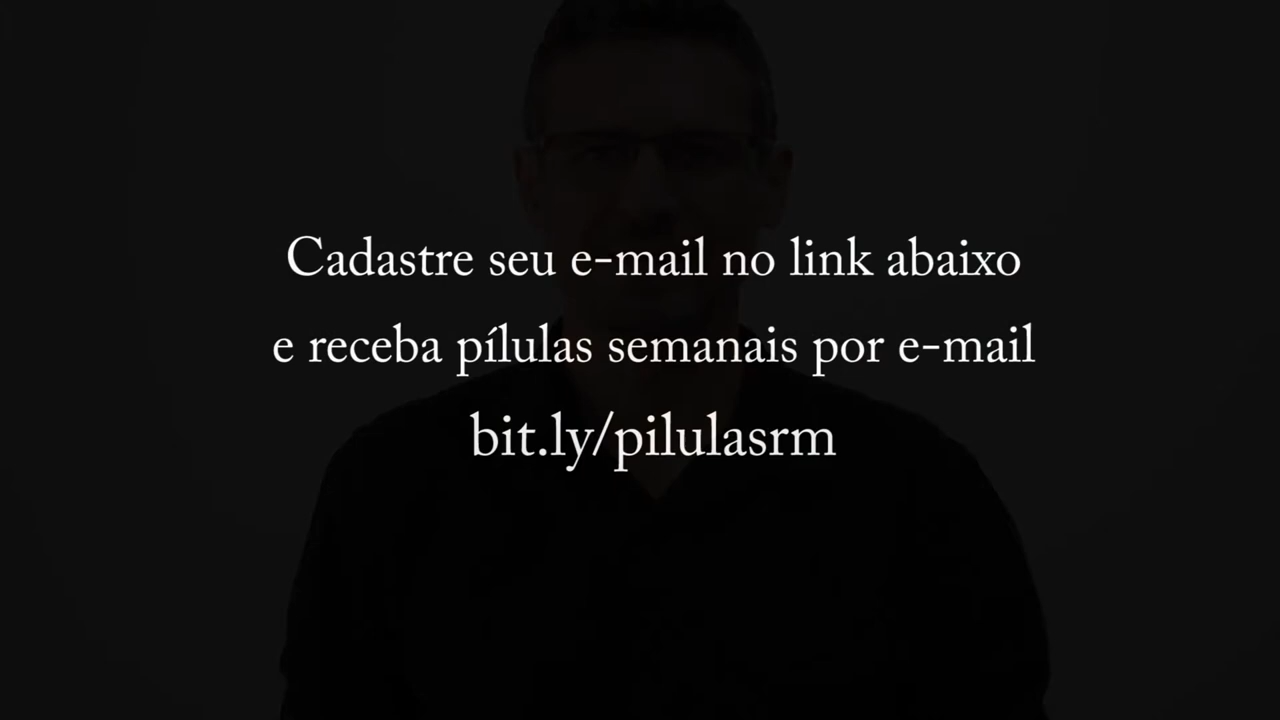 Cadastre seu e-mail no link abaixo
e receba pílulas semanais por e-mail
bit.ly/pilulasrm